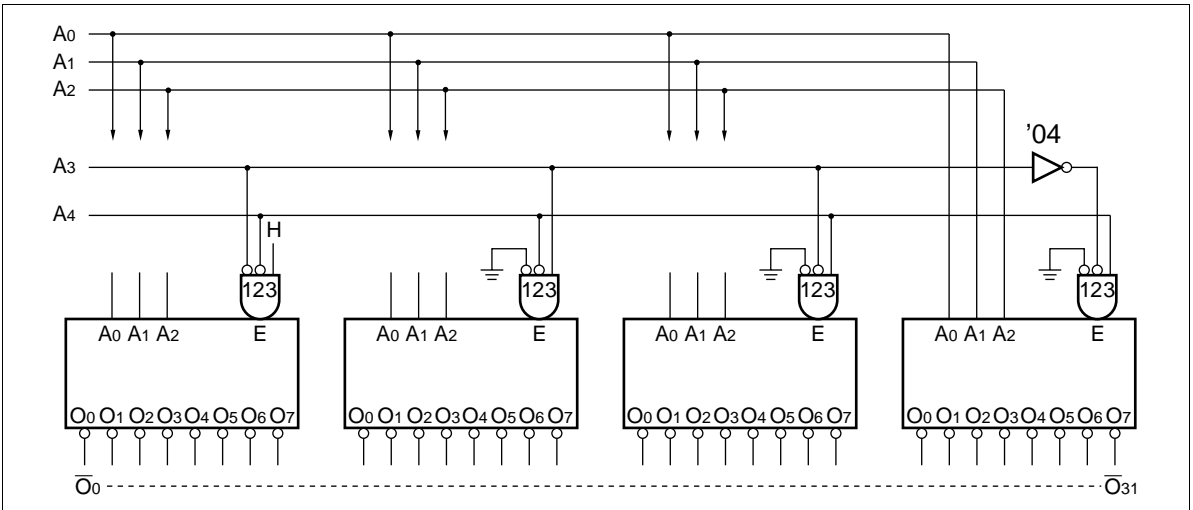 A0
A1
A2
'04
A3
A4
H
123 123 123 123
A0 A1 A2 E A0 A1 A2 E A0 A1 A2 E A0 A1 A2 E
O0 O1 O2 O3 O4 O5 O6 O7 O0 O1 O2 O3 O4 O5 O6 O7 O0 O1 O2 O3 O4 O5 O6 O7 O0 O1 O2 O3 O4 O5 O6 O7
O̅0 O̅31